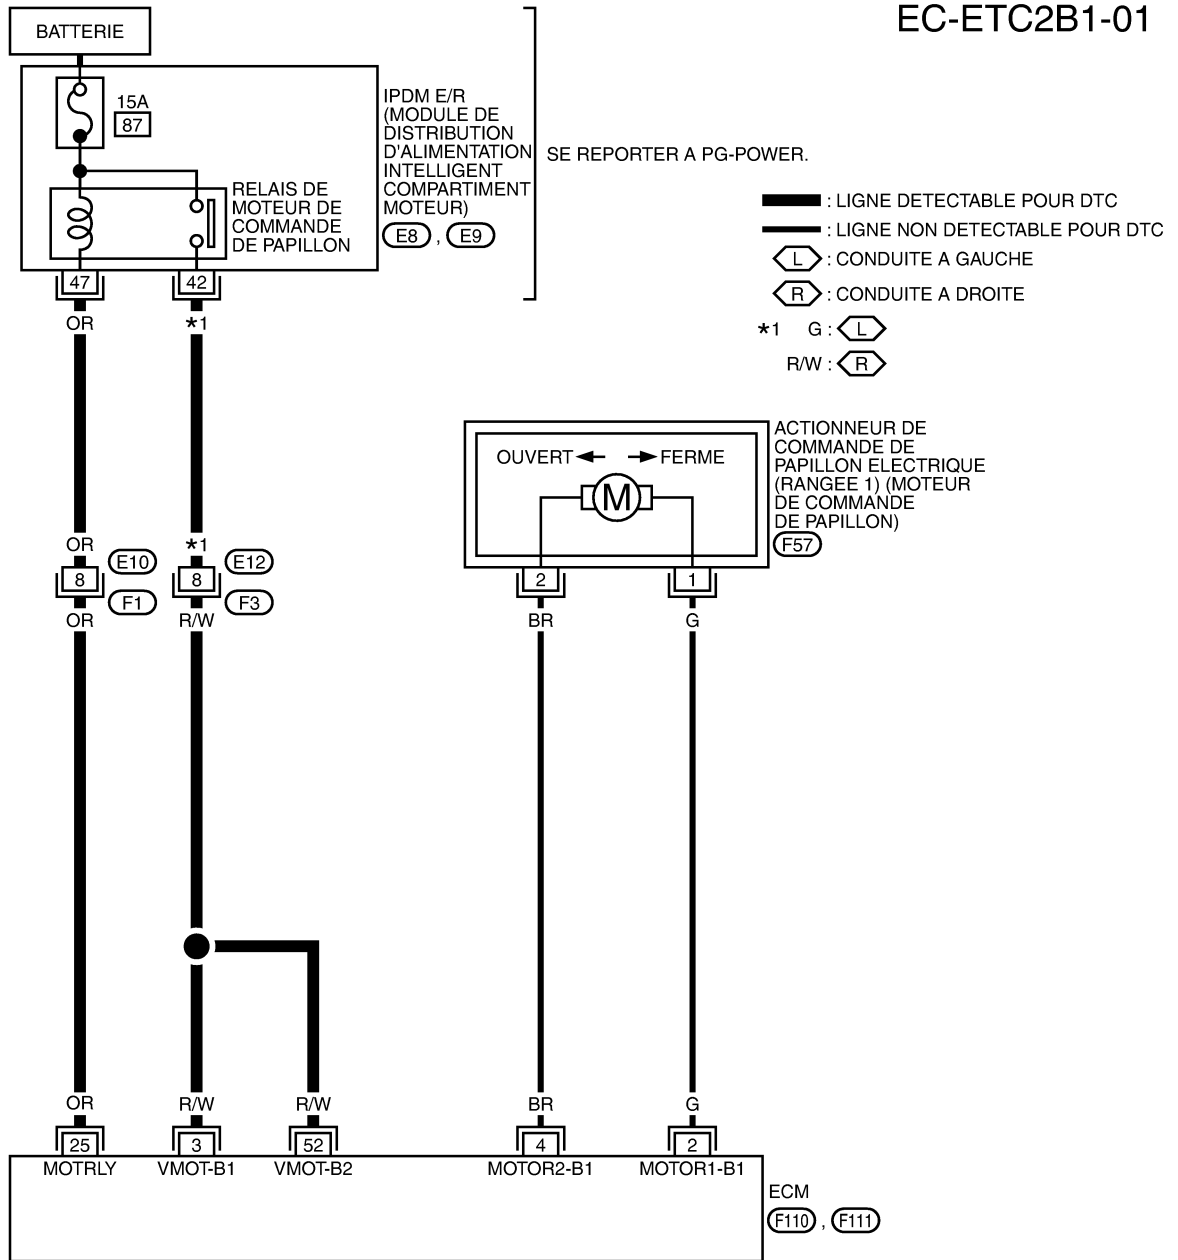 EC-ETC2B1-01
BATTERIE
15A
87
IPDM E/R
(MODULE DE
DISTRIBUTION
D'ALIMENTATION
INTELLIGENT
COMPARTIMENT
MOTEUR)
E8 , E9
SE REPORTER A PG-POWER.
RELAIS DE
MOTEUR DE
COMMANDE
DE PAPILLON
: LIGNE DETECTABLE POUR DTC
: LIGNE NON DETECTABLE POUR DTC
L : CONDUITE A GAUCHE
R : CONDUITE A DROITE
*1 G : L
R/W : R
47 42
OR *1
ACTIONNEUR DE
COMMANDE DE
PAPILLON ELECTRIQUE
(RANGEE 1) (MOTEUR
DE COMMANDE
DE PAPILLON)
F57
OUVERT FERME
M
OR *1
8 E10 8 E12
F1 F3
2 1
OR R/W BR G
OR R/W R/W BR G
25 3 52 4 2
MOTRLY VMOT-B1 VMOT-B2 MOTOR2-B1 MOTOR1-B1
ECM
F110 , F111